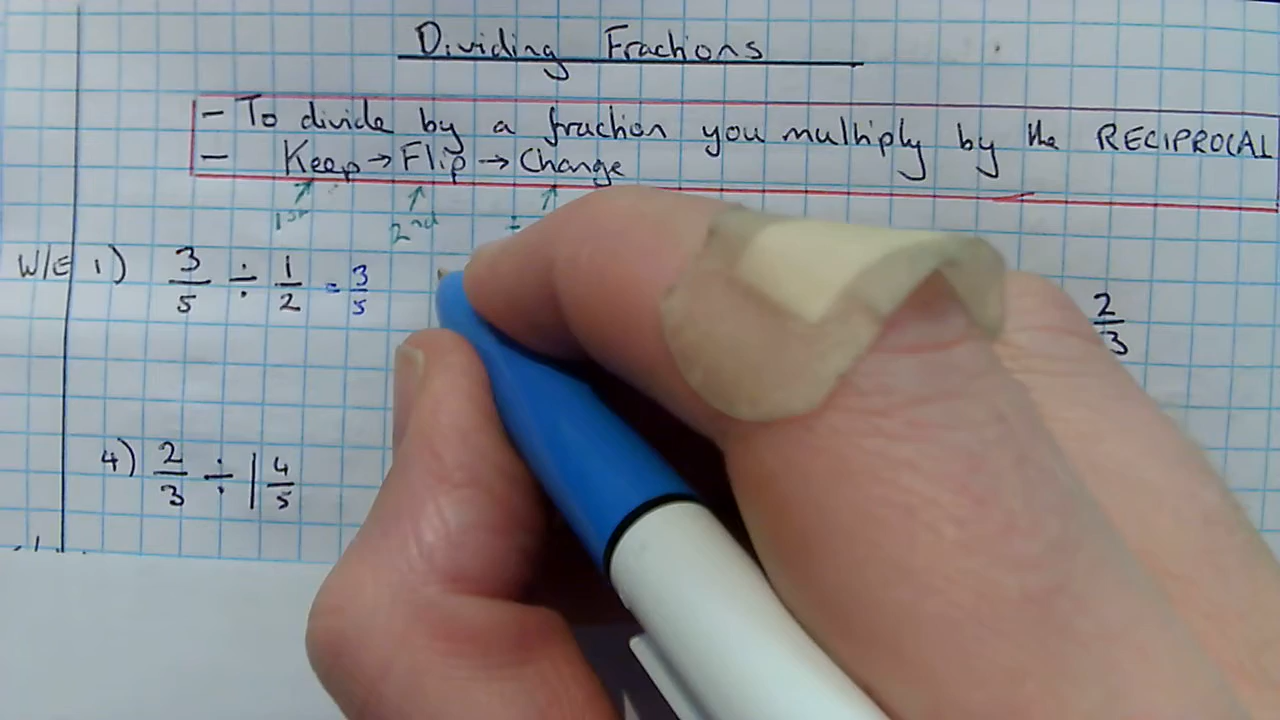 Dividing Fractions
- To divide by a fraction you multiply by the RECIPROCAL
- Keep → Flip → Change
1st 2nd ÷
W/E 1) 3/5 ÷ 1/2 = 3/5
2/3
4) 2/3 ÷ 1 4/5